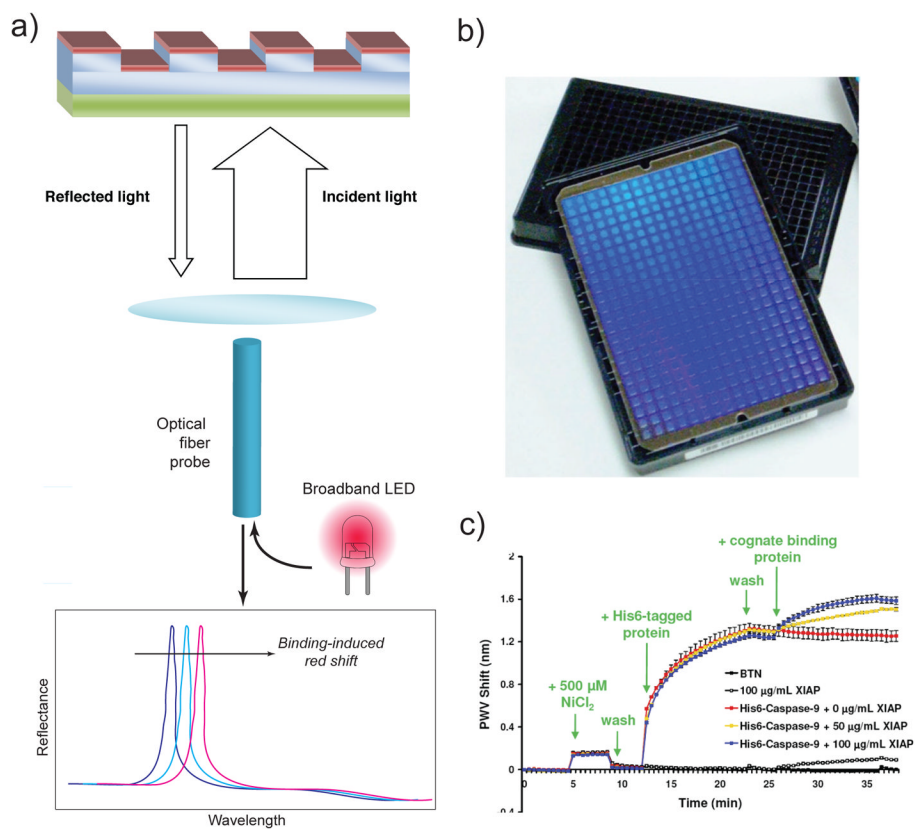 a)
Reflected light
Incident light
Optical
fiber
probe
Broadband LED
Binding-induced
red shift
Reflectance
Wavelength
b)
c)
+ cognate binding
protein
wash
+ His6-tagged
protein
+ 500 µM
NiCl2
wash
PWV Shift (nm)
2
1.6
1.2
0.8
0.4
0
-0.4
0 5 10 15 20 25 30 35
Time (min)
BTN
100 µg/mL XIAP
His6-Caspase-9 + 0 µg/mL XIAP
His6-Caspase-9 + 50 µg/mL XIAP
His6-Caspase-9 + 100 µg/mL XIAP